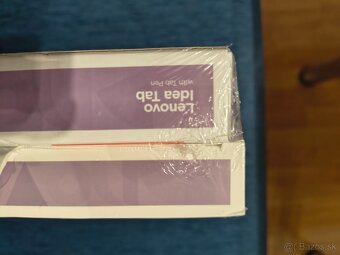 Lenovo
Idea Tab
with Tab Pen
© Bazos.sk